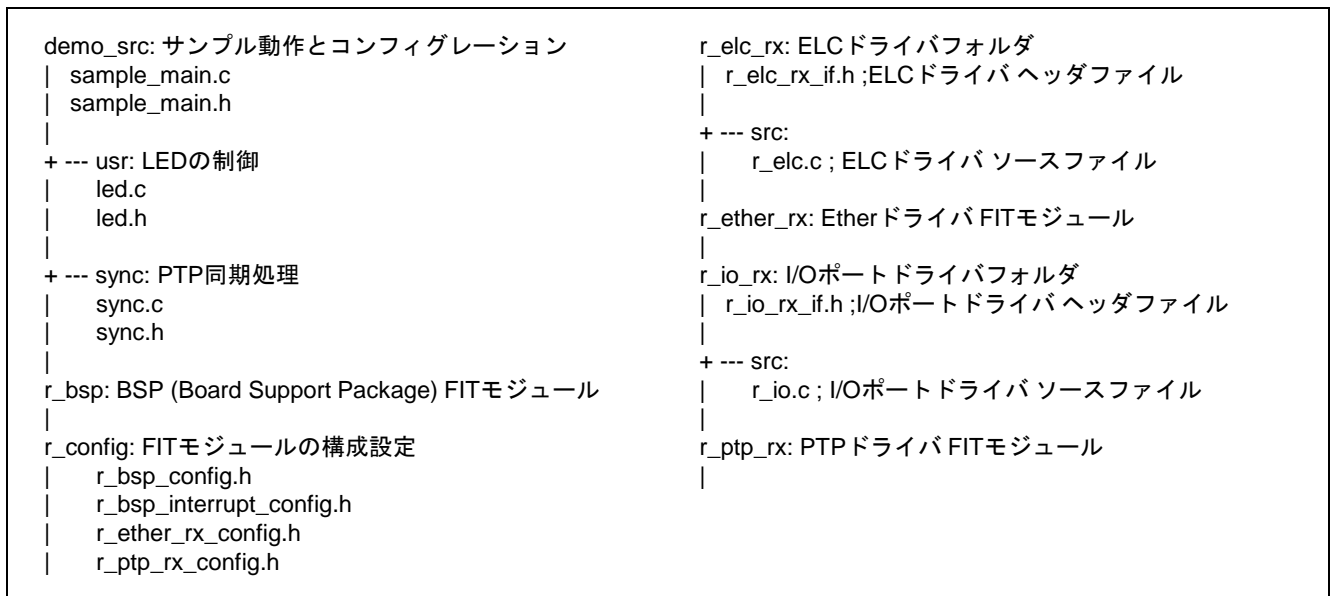 demo_src: サンプル動作とコンフィグレーション
| sample_main.c
| sample_main.h
|
+ --- usr: LEDの制御
| led.c
| led.h
|
+ --- sync: PTP同期処理
| sync.c
| sync.h
|
r_bsp: BSP (Board Support Package) FITモジュール
|
r_config: FITモジュールの構成設定
| r_bsp_config.h
| r_bsp_interrupt_config.h
| r_ether_rx_config.h
| r_ptp_rx_config.h
r_elc_rx: ELCドライバフォルダ
| r_elc_rx_if.h ;ELCドライバ ヘッダファイル
|
+ --- src:
| r_elc.c ; ELCドライバ ソースファイル
|
r_ether_rx: Etherドライバ FITモジュール
|
r_io_rx: I/Oポートドライバフォルダ
| r_io_rx_if.h ;I/Oポートドライバ ヘッダファイル
|
+ --- src:
| r_io.c ; I/Oポートドライバ ソースファイル
|
r_ptp_rx: PTPドライバ FITモジュール
|